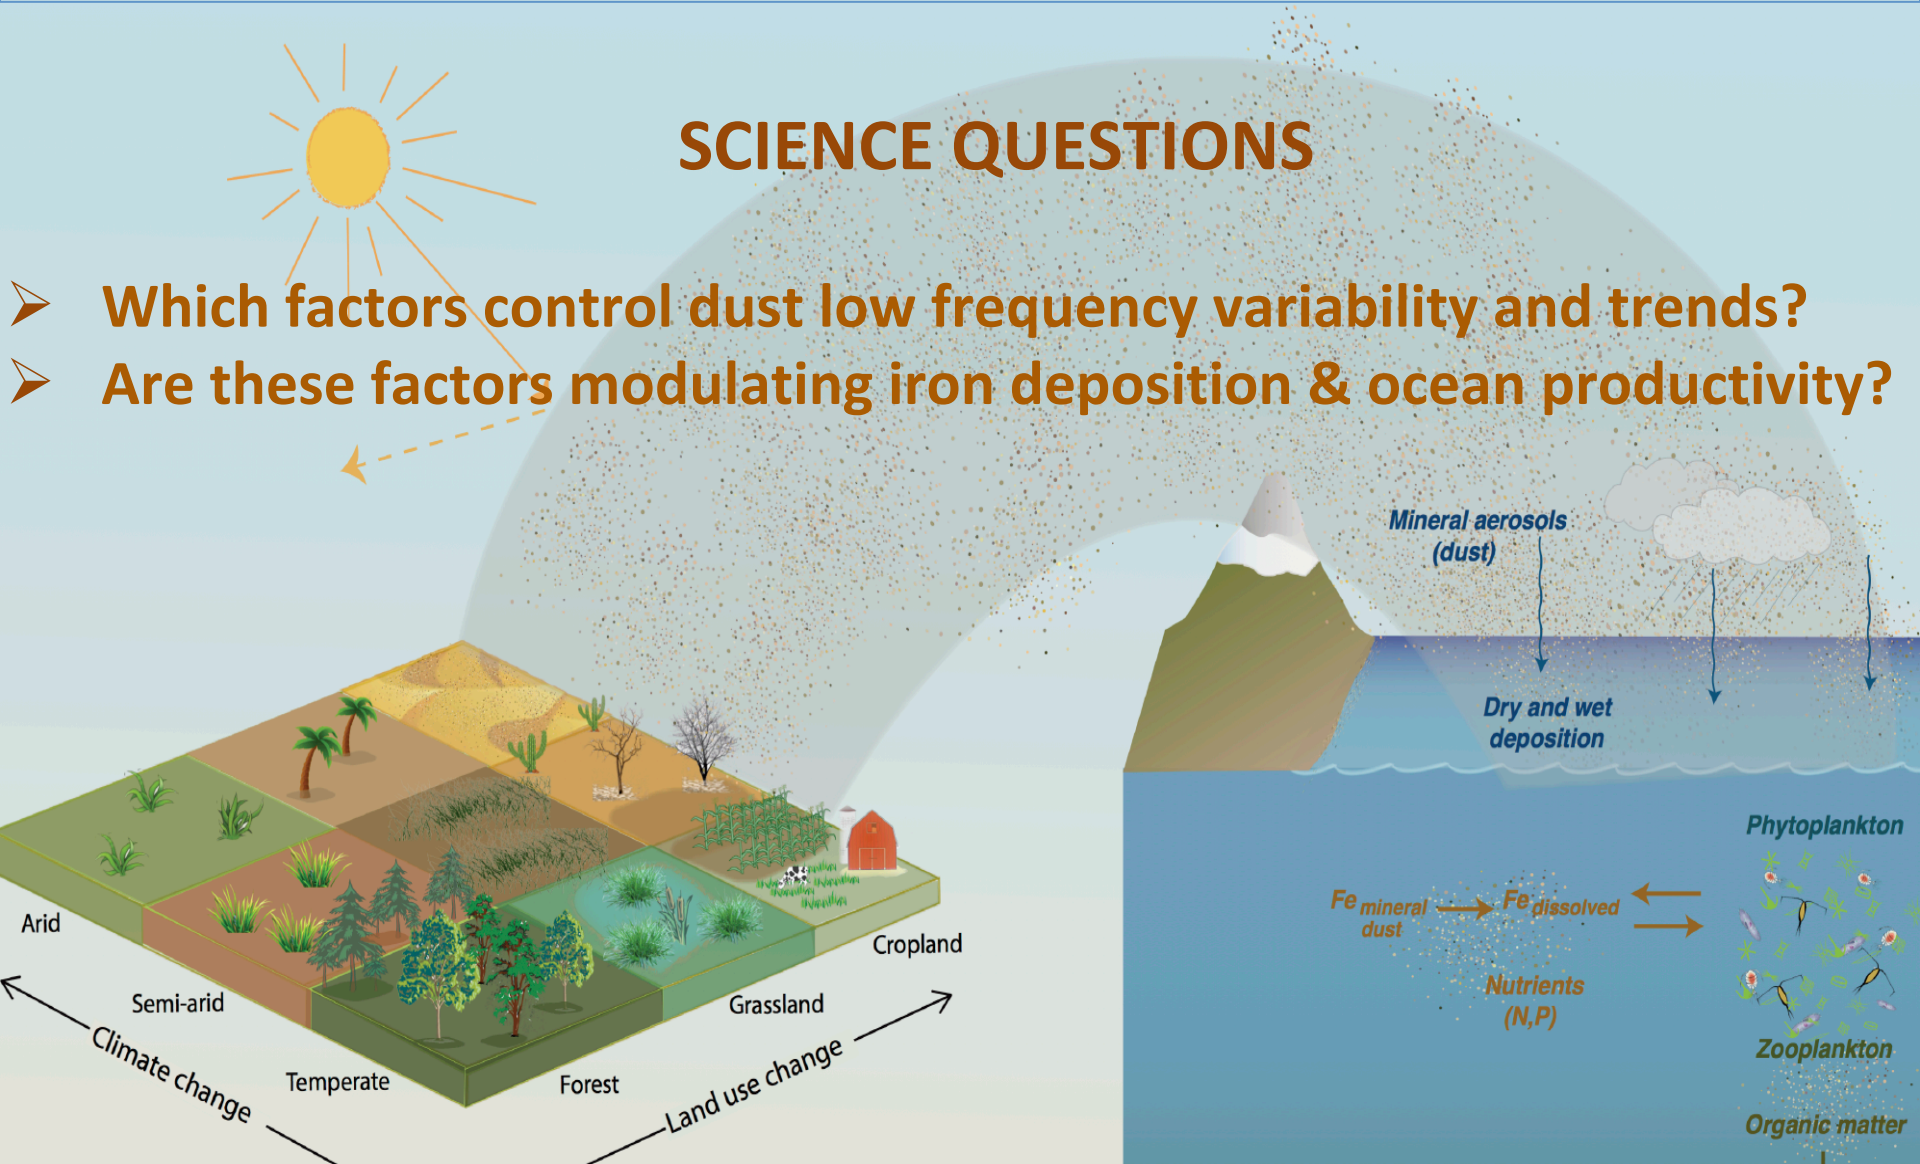 SCIENCE QUESTIONS
Which factors control dust low frequency variability and trends?
Are these factors modulating iron deposition & ocean productivity?
Mineral aerosols
(dust)
Dry and wet
deposition
Phytoplankton
Fe mineral
dust
Fe dissolved
Nutrients
(N,P)
Zooplankton
Organic matter
Arid
Semi-arid
Temperate
Climate change
Forest
Grassland
Cropland
Land use change